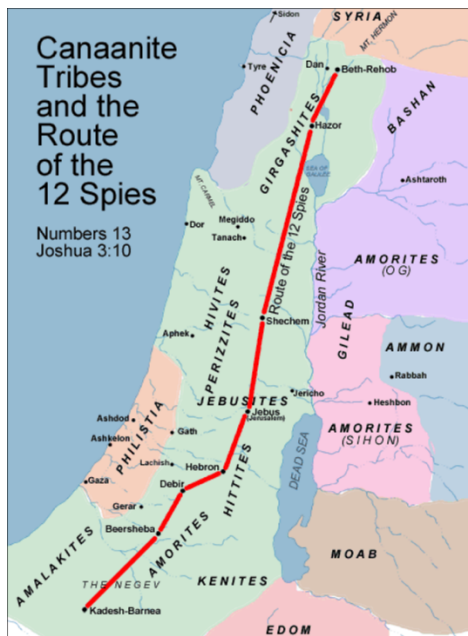 Canaanite
Tribes
and the
Route
of the
12 Spies
Numbers 13
Joshua 3:10
Sidon
SYRIA
MT. HERMON
PHOENICIA
Tyre
Dan
Beth-Rehob
BASHAN
Hazor
GIRGASHITES
SEA OF
GALILEE
Ashtaroth
MT. CARMEL
Dor
Megiddo
Tanach
Route of the 12 Spies
Jordan River
AMORITES
(OG)
HIVITES
PERIZZITES
Shechem
GILEAD
Aphek
AMMON
Rabbah
JEBUSITES
Jericho
Heshbon
Jebus
(Jerusalem)
AMORITES
(SIHON)
Ashdod
Ashkelon
Gath
PHILISTIA
Lachish
Hebron
HITTITES
DEAD SEA
Gaza
Debir
Gerar
AMORITES
Beersheba
AMALAKITES
MOAB
THE NEGEV
KENITES
Kadesh-Barnea
EDOM